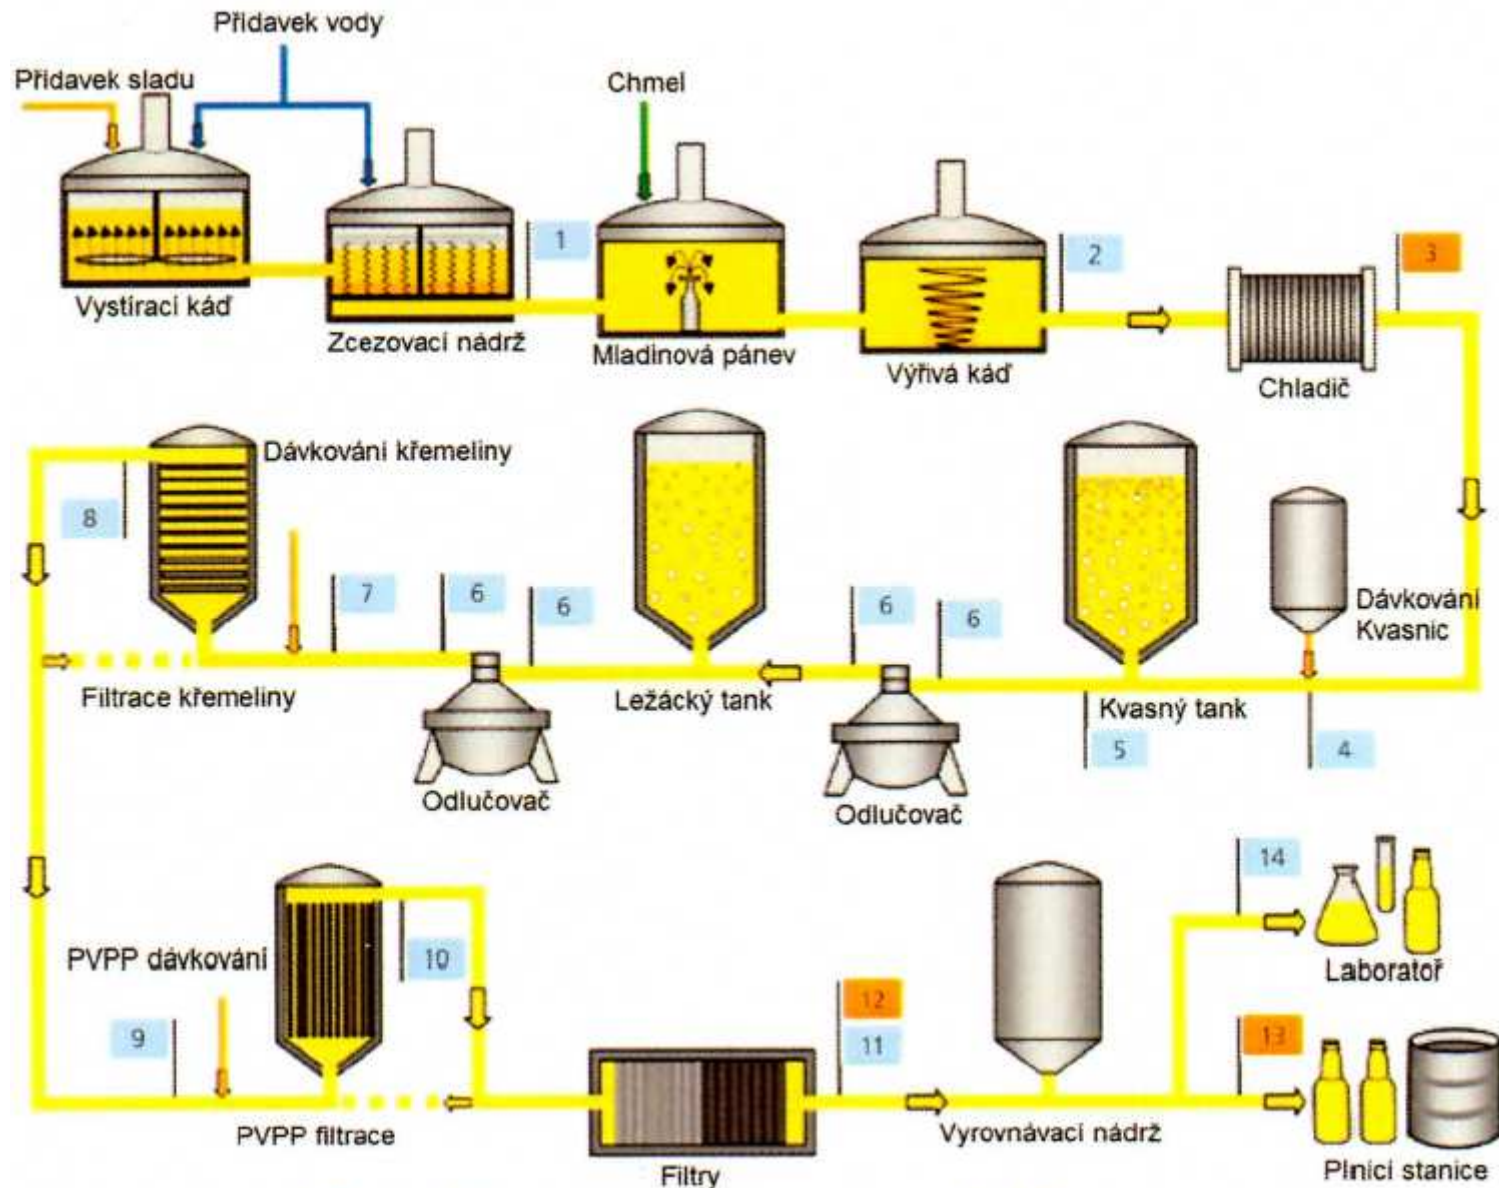 Přídavek vody
Přídavek sladu
Chmel
1
2
3
Vystírací káď
Zcezovací nádrž
Mladinová pánev
Výřivá káď
Chladič
Dávkování křemeliny
8
7
6
6
6
6
Dávkování
Kvasnic
Filtrace křemeliny
Ležácký tank
Kvasný tank
5
4
Odlučovač
Odlučovač
14
PVPP dávkování
10
Laboratoř
12
9
11
13
PVPP filtrace
Filtry
Vyrovnávací nádrž
Plnicí stanice